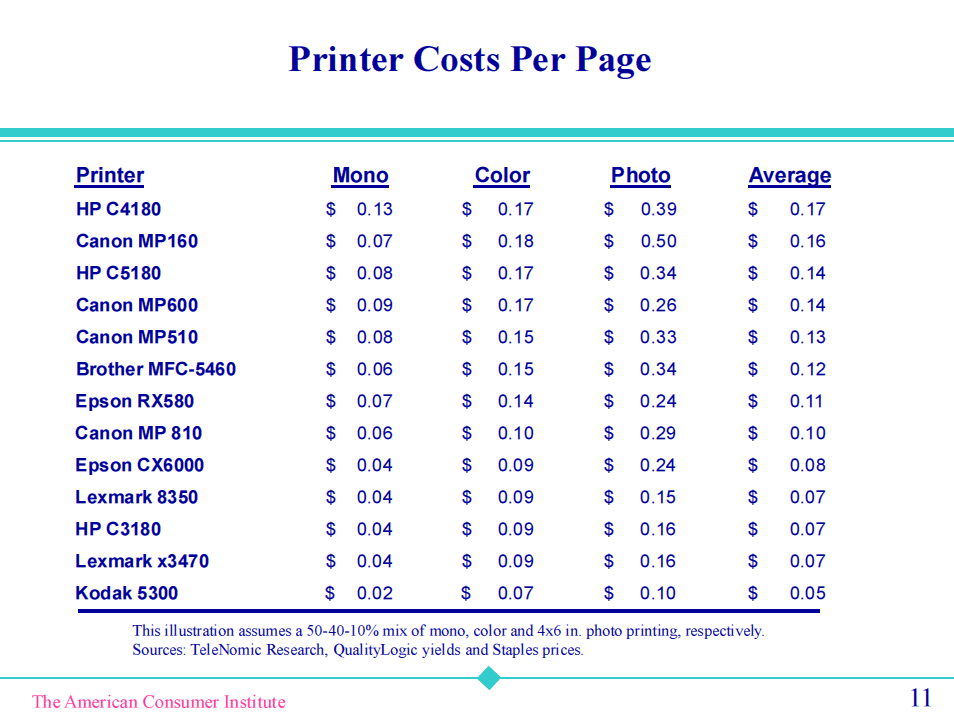 Printer Costs Per Page
Printer Mono Color Photo Average
HP C4180 $ 0.13 $ 0.17 $ 0.39 $ 0.17
Canon MP160 $ 0.07 $ 0.18 $ 0.50 $ 0.16
HP C5180 $ 0.08 $ 0.17 $ 0.34 $ 0.14
Canon MP600 $ 0.09 $ 0.17 $ 0.26 $ 0.14
Canon MP510 $ 0.08 $ 0.15 $ 0.33 $ 0.13
Brother MFC-5460 $ 0.06 $ 0.15 $ 0.34 $ 0.12
Epson RX580 $ 0.07 $ 0.14 $ 0.24 $ 0.11
Canon MP 810 $ 0.06 $ 0.10 $ 0.29 $ 0.10
Epson CX6000 $ 0.04 $ 0.09 $ 0.24 $ 0.08
Lexmark 8350 $ 0.04 $ 0.09 $ 0.15 $ 0.07
HP C3180 $ 0.04 $ 0.09 $ 0.16 $ 0.07
Lexmark x3470 $ 0.04 $ 0.09 $ 0.16 $ 0.07
Kodak 5300 $ 0.02 $ 0.07 $ 0.10 $ 0.05
This illustration assumes a 50-40-10% mix of mono, color and 4x6 in. photo printing, respectively.
Sources: TeleNomic Research, QualityLogic yields and Staples prices.
The American Consumer Institute 11